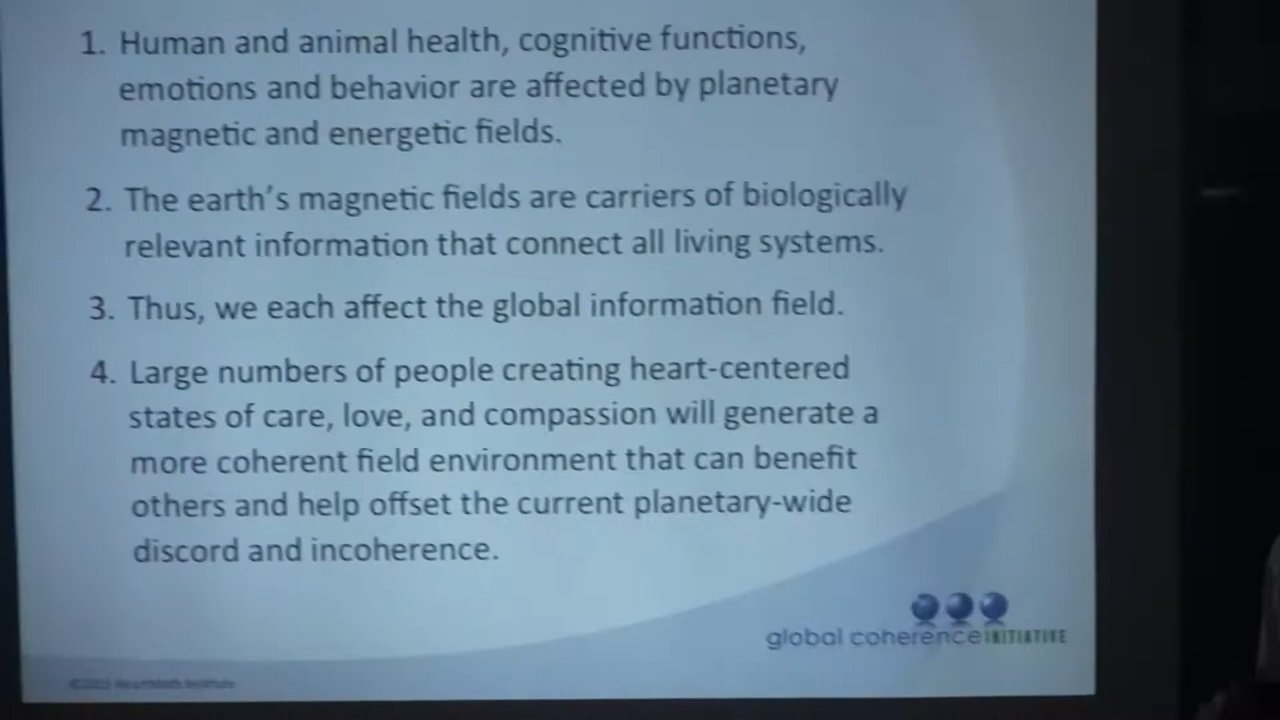 1. Human and animal health, cognitive functions,
emotions and behavior are affected by planetary
magnetic and energetic fields.
2. The earth's magnetic fields are carriers of biologically
relevant information that connect all living systems.
3. Thus, we each affect the global information field.
4. Large numbers of people creating heart-centered
states of care, love, and compassion will generate a
more coherent field environment that can benefit
others and help offset the current planetary-wide
discord and incoherence.
global coherence INITIATIVE